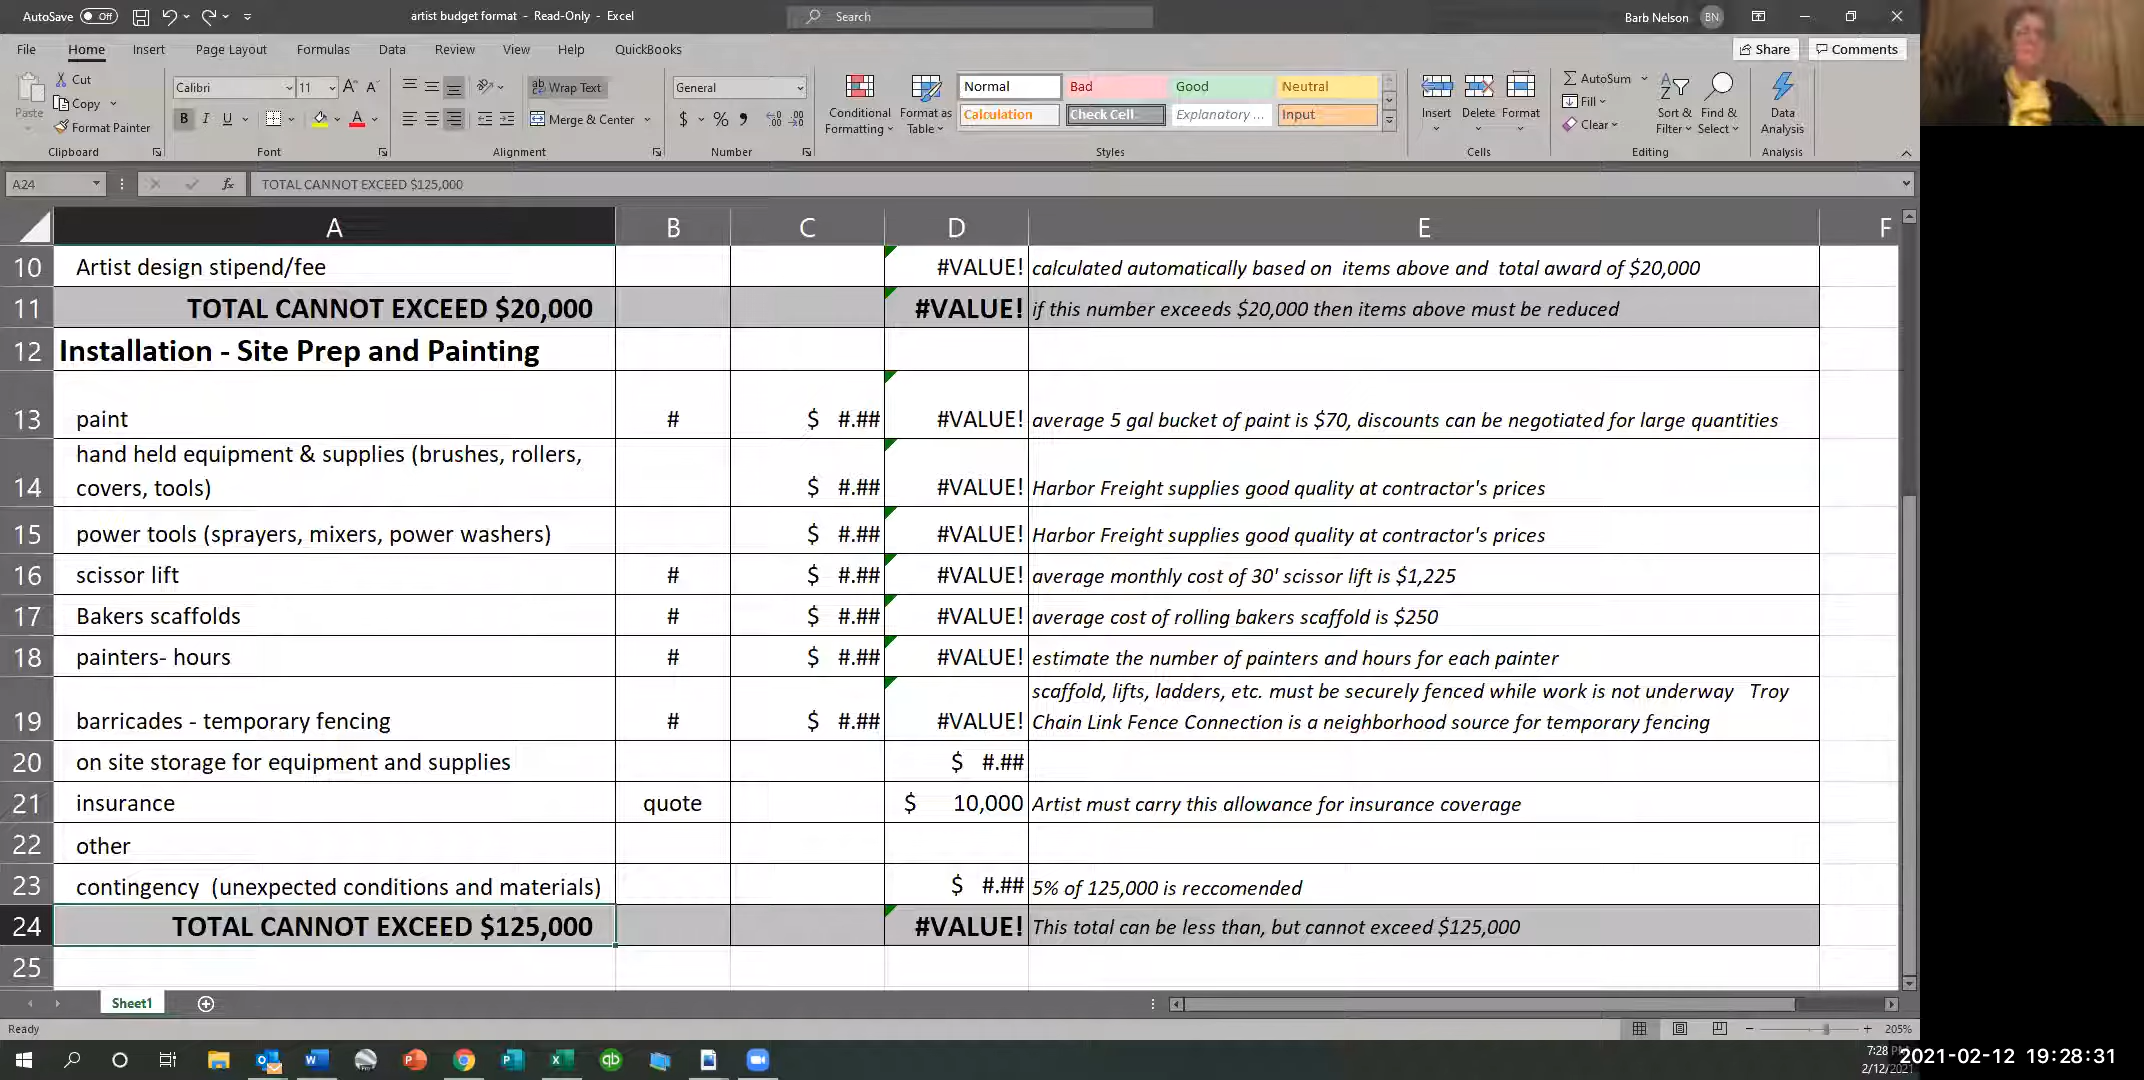 AutoSave Off artist budget format - Read-Only - Excel Search Barb Nelson BN
File Home Insert Page Layout Formulas Data Review View Help QuickBooks Share Comments
Paste Cut Copy Format Painter Clipboard
Calibri 11 B I U A A Font
ab Wrap Text Merge & Center Alignment
General $ % Number
Conditional Formatting Format as Table
Normal Bad Good Neutral
Calculation Check Cell Explanatory ... Input
Styles
Insert Delete Format Cells
AutoSum Fill Clear Sort & Filter Find & Select Editing
Data Analysis Analysis
A24 fx TOTAL CANNOT EXCEED $125,000
A B C D E F
10 Artist design stipend/fee #VALUE! calculated automatically based on items above and total award of $20,000
11 TOTAL CANNOT EXCEED $20,000 #VALUE! if this number exceeds $20,000 then items above must be reduced
12 Installation - Site Prep and Painting
13 paint # $ #.## #VALUE! average 5 gal bucket of paint is $70, discounts can be negotiated for large quantities
hand held equipment & supplies (brushes, rollers,
14 covers, tools) $ #.## #VALUE! Harbor Freight supplies good quality at contractor's prices
15 power tools (sprayers, mixers, power washers) $ #.## #VALUE! Harbor Freight supplies good quality at contractor's prices
16 scissor lift # $ #.## #VALUE! average monthly cost of 30' scissor lift is $1,225
17 Bakers scaffolds # $ #.## #VALUE! average cost of rolling bakers scaffold is $250
18 painters- hours # $ #.## #VALUE! estimate the number of painters and hours for each painter
scaffold, lifts, ladders, etc. must be securely fenced while work is not underway Troy
19 barricades - temporary fencing # $ #.## #VALUE! Chain Link Fence Connection is a neighborhood source for temporary fencing
20 on site storage for equipment and supplies $ #.##
21 insurance quote $ 10,000 Artist must carry this allowance for insurance coverage
22 other
23 contingency (unexpected conditions and materials) $ #.## 5% of 125,000 is reccomended
24 TOTAL CANNOT EXCEED $125,000 #VALUE! This total can be less than, but cannot exceed $125,000
25
Sheet1
Ready 205%
7:28 PM
2/12/2021
2021-02-12 19:28:31